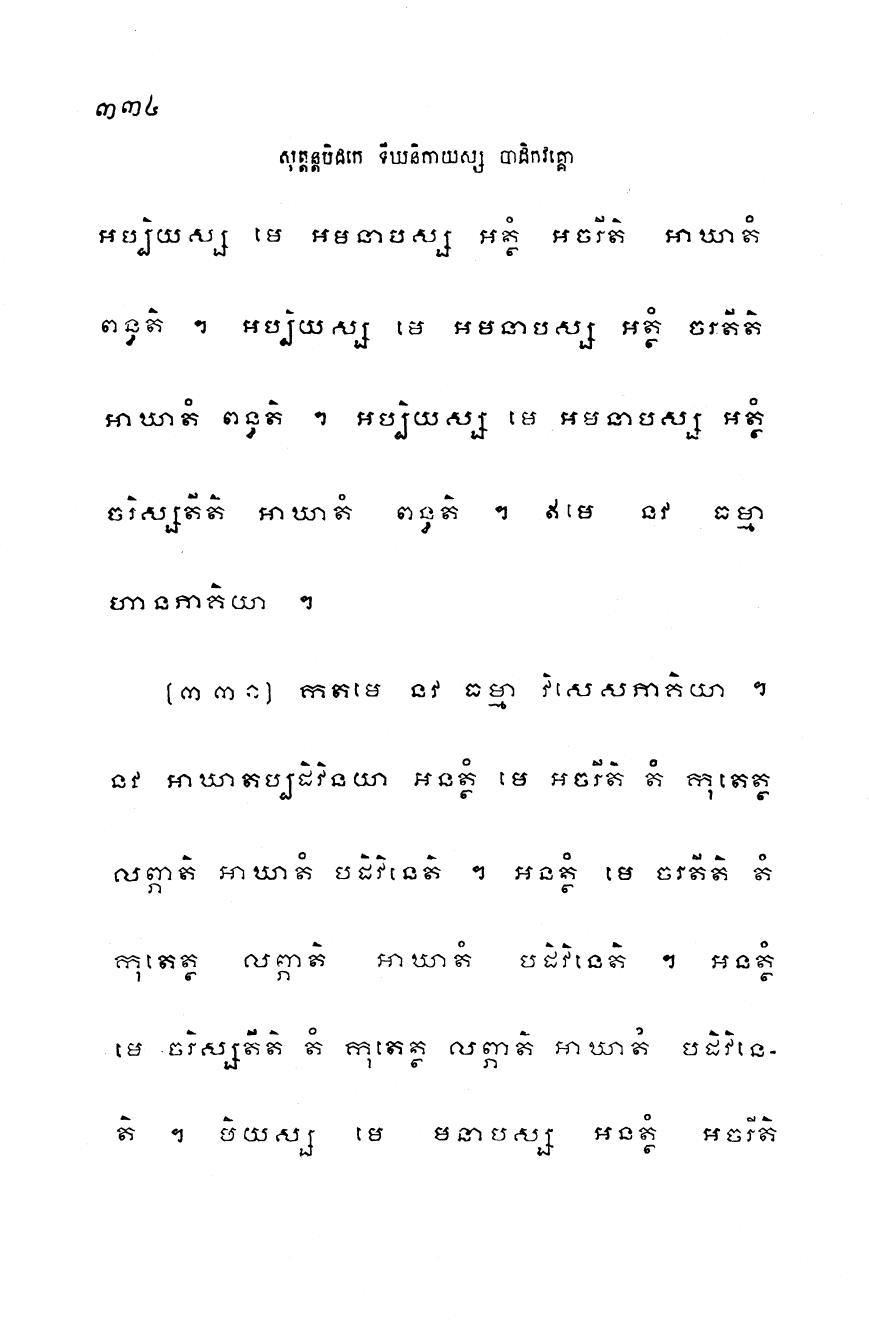 ៣៣៤
សុត្តន្តបិដកេ ទីឃនិកាយស្ស បាដិកវគ្គោ
អប្បិយស្ស មេ អមនាបស្ស អត្ថំ អចរីតិ អាឃាតំ
ពន្ធតិ ។ អប្បិយស្ស មេ អមនាបស្ស អត្ថំ ចរតីតិ
អាឃាតំ ពន្ធតិ ។ អប្បិយស្ស មេ អមនាបស្ស អត្ថំ
ចរិស្សតីតិ អាឃាតំ ពន្ធតិ ។ ឥមេ នវ ធម្មា
ហានភាគិយា ។
[៣៣១] កតមេ នវ ធម្មា វិសេសភាគិយា ។
នវ អាឃាតប្បដិវិនយា អនត្ថំ មេ អចរីតិ តំ កុតេត្ថ
លព្ភាតិ អាឃាតំ បដិវិនេតិ ។ អនត្ថំ មេ ចរតីតិ តំ
កុតេត្ថ លព្ភាតិ អាឃាតំ បដិវិនេតិ ។ អនត្ថំ
មេ ចរិស្សតីតិ តំ កុតេត្ថ លព្ភាតិ អាឃាតំ បដិវិនេ-
តិ ។ បិយស្ស មេ មនាបស្ស អនត្ថំ អចរីតិ